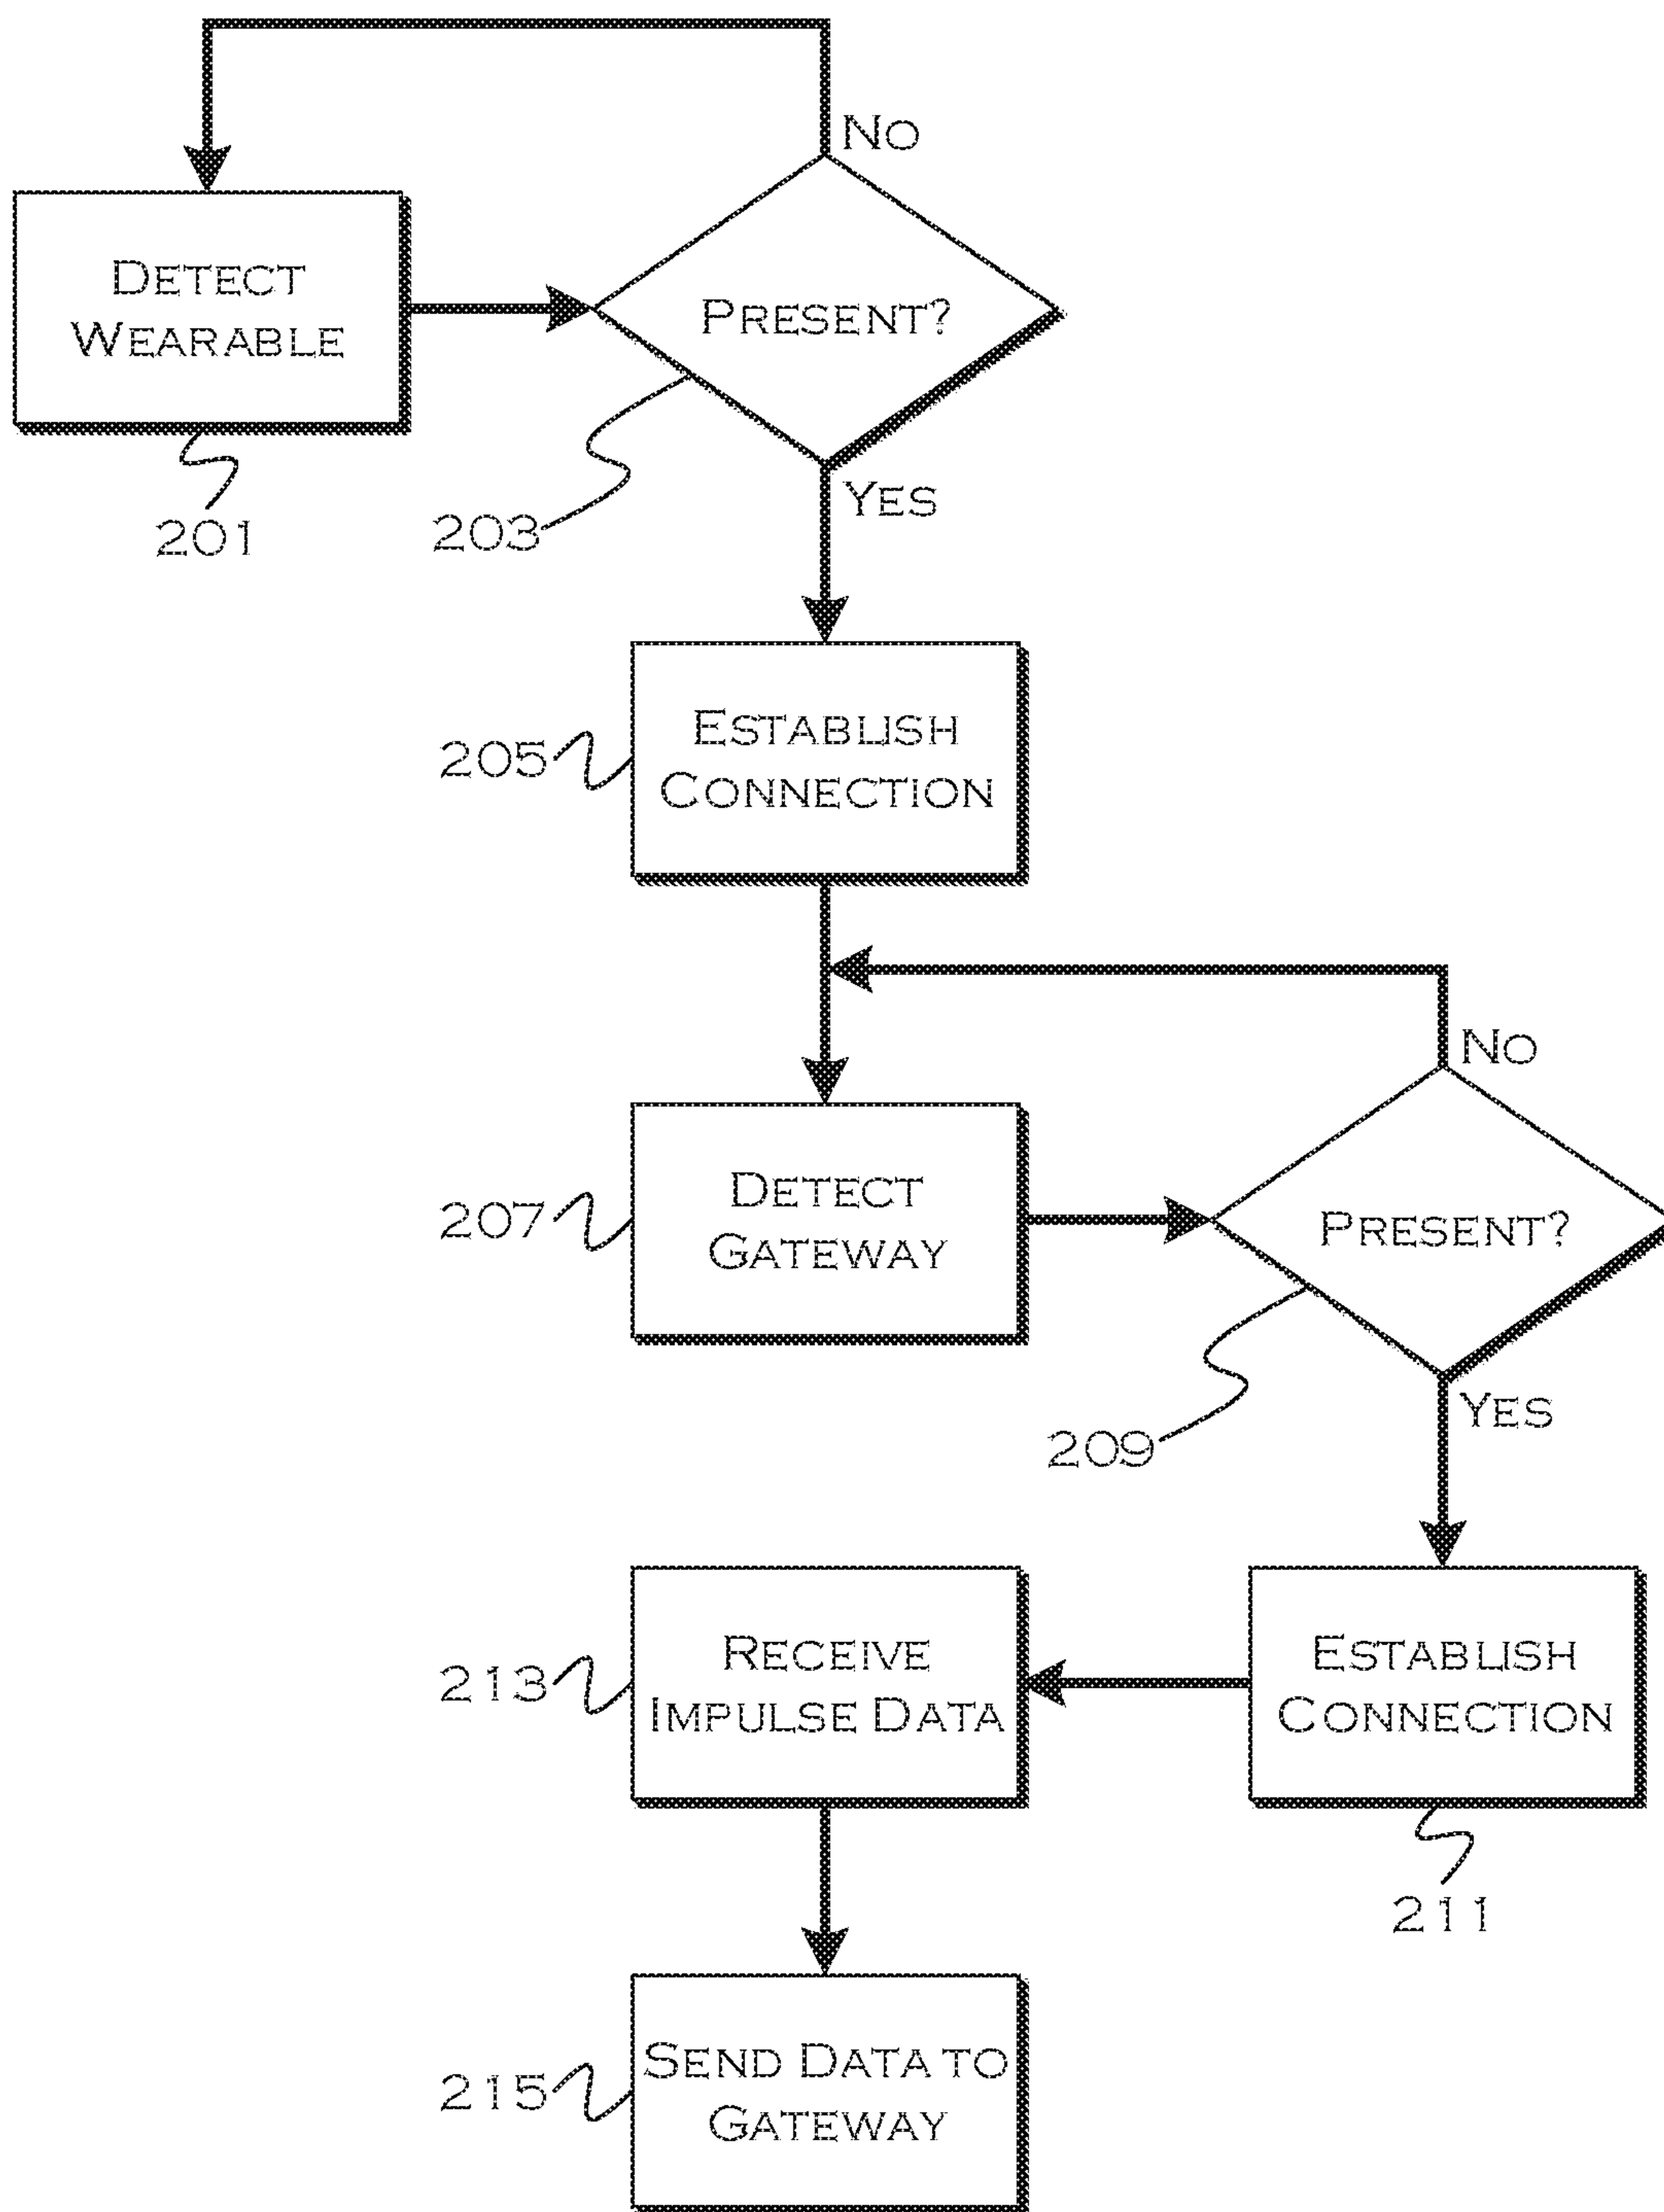 No
Detect
Wearable
Present?
201
203
Yes
205
Establish
Connection
No
207
Detect
Gateway
Present?
209
Yes
213
Receive
Impulse Data
Establish
Connection
211
215
Send Data to
Gateway